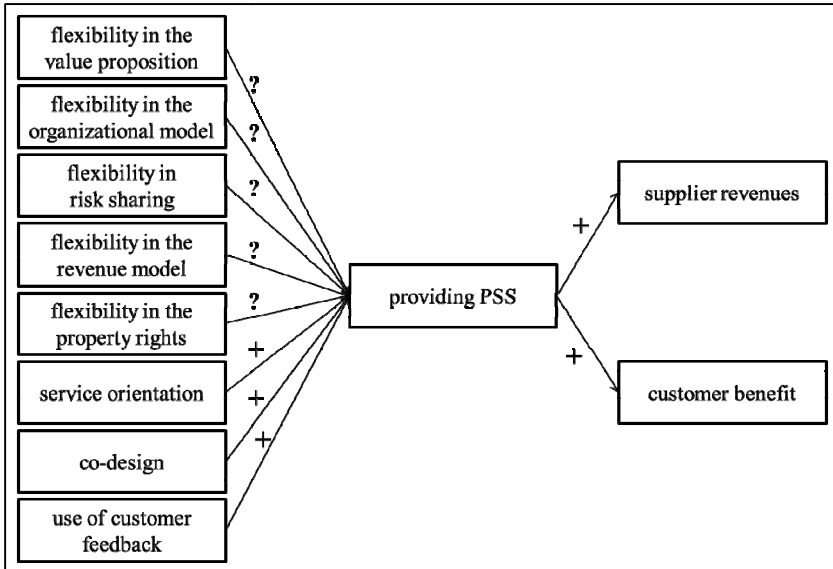 flexibility in the
value proposition
?
flexibility in the
organizational model
?
flexibility in
risk sharing
?
flexibility in the
revenue model
?
flexibility in the
property rights
?
+
service orientation
+
co-design
+
use of customer
feedback
providing PSS
+
supplier revenues
+
customer benefit